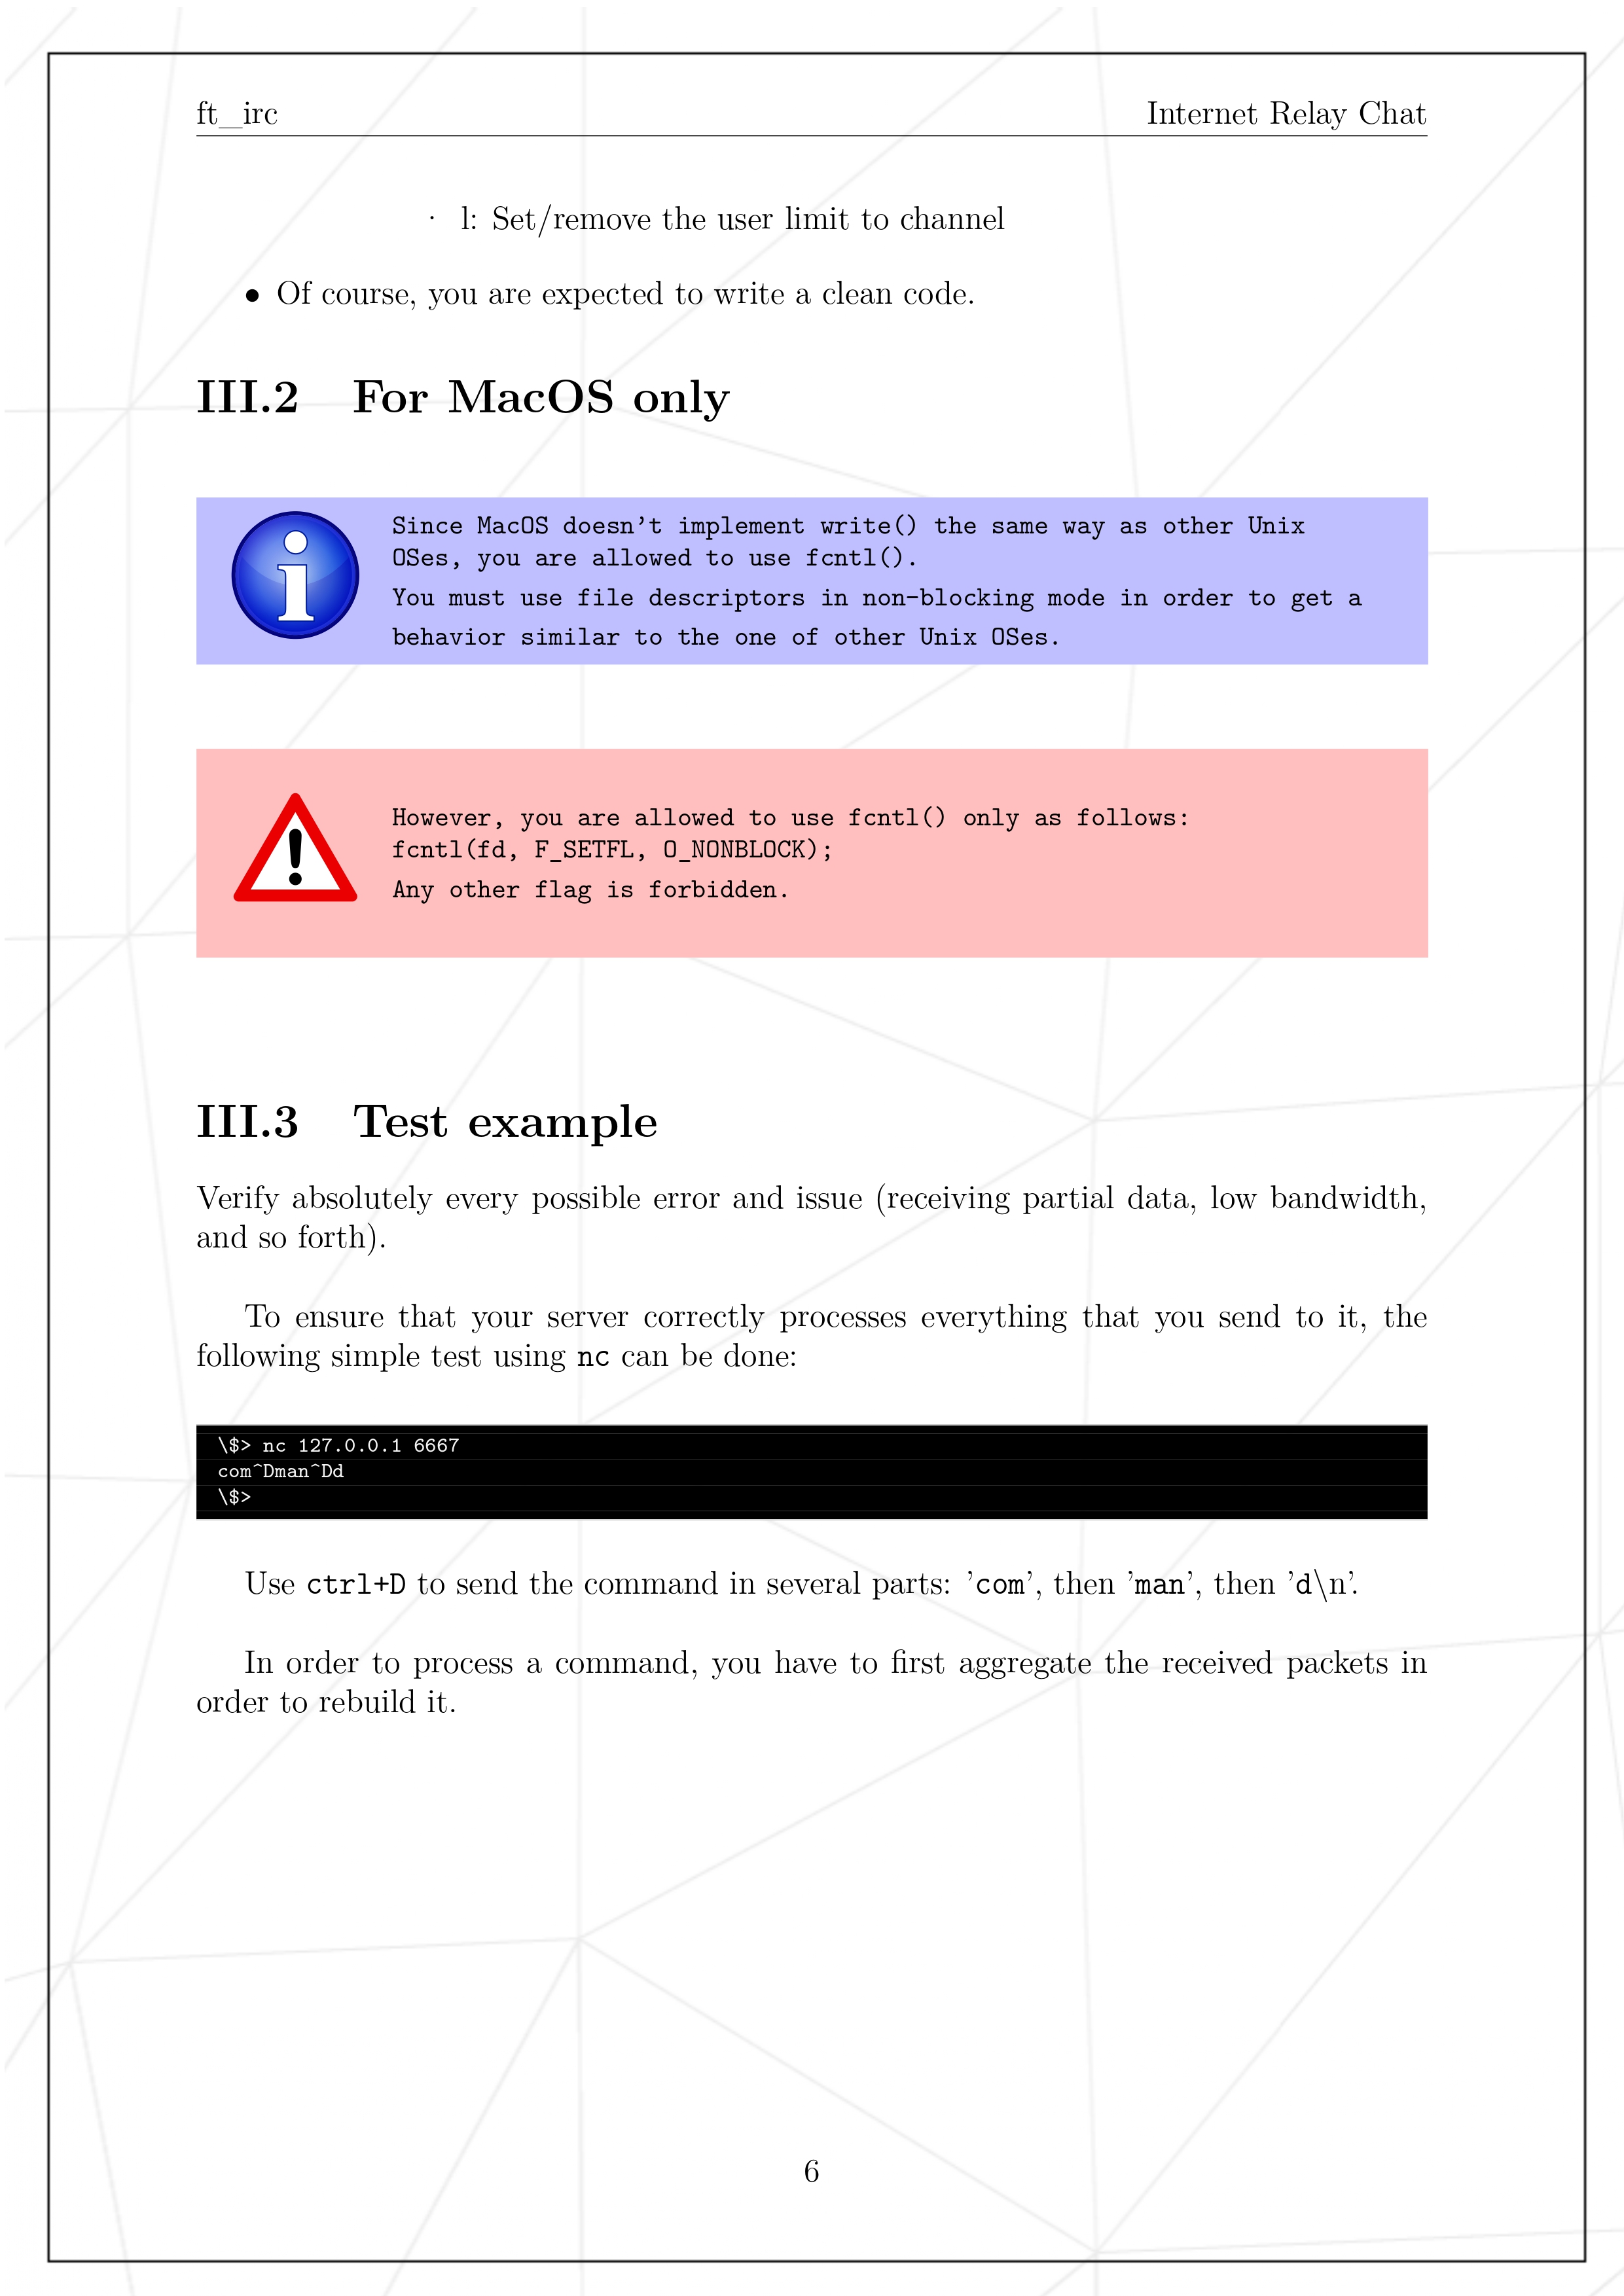 ft_irc Internet Relay Chat
· l: Set/remove the user limit to channel
• Of course, you are expected to write a clean code.
III.2 For MacOS only
Since MacOS doesn't implement write() the same way as other Unix
OSes, you are allowed to use fcntl().
You must use file descriptors in non-blocking mode in order to get a
behavior similar to the one of other Unix OSes.
However, you are allowed to use fcntl() only as follows:
fcntl(fd, F_SETFL, O_NONBLOCK);
Any other flag is forbidden.
III.3 Test example
Verify absolutely every possible error and issue (receiving partial data, low bandwidth,
and so forth).
To ensure that your server correctly processes everything that you send to it, the
following simple test using nc can be done:
\$> nc 127.0.0.1 6667
com^Dman^Dd
\$>
Use ctrl+D to send the command in several parts: ’com’, then ’man’, then ’d\n’.
In order to process a command, you have to first aggregate the received packets in
order to rebuild it.
6